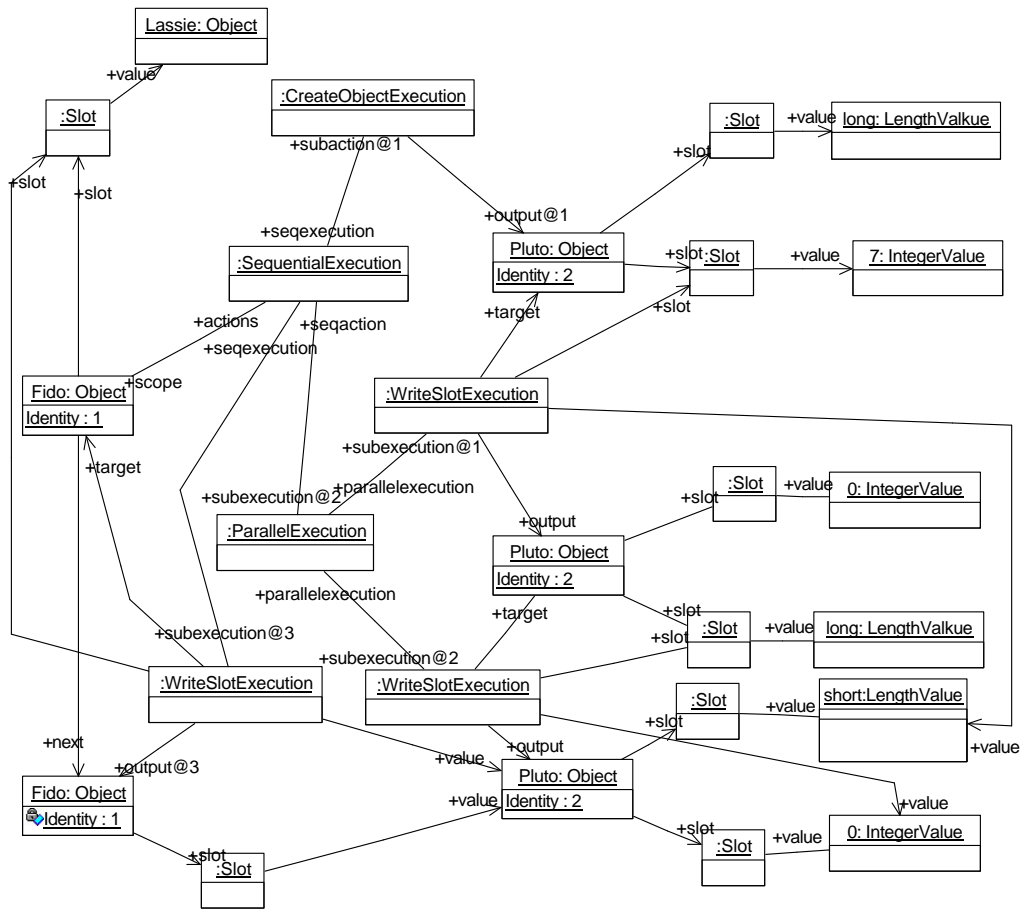 Lassie: Object
+value
:Slot
+slot
+slot
:CreateObjectExecution
+subaction@1
+output@1
+seqexecution
:SequentialExecution
+actions
+seqaction
+seqexecution
:Slot
+value
long: LengthValkue
+slot
Pluto: Object
Identity : 2
+slot
:Slot
+value
7: IntegerValue
+target
+slot
Fido: Object
Identity : 1
+scope
:WriteSlotExecution
+target
+subexecution@1
+subexecution@2
+parallelexecution
:ParallelExecution
+parallelexecution
:Slot
+value
0: IntegerValue
+slot
+output
Pluto: Object
Identity : 2
+target
+slot
+slot
:Slot
+value
long: LengthValkue
+subexecution@3
+subexecution@2
:WriteSlotExecution
:WriteSlotExecution
:Slot
+value
short:LengthValue
+slot
+value
+next
+output@3
+value
+output
Fido: Object
Identity : 1
+value
Pluto: Object
Identity : 2
+value
0: IntegerValue
+slot
:Slot
+slot
:Slot
+value